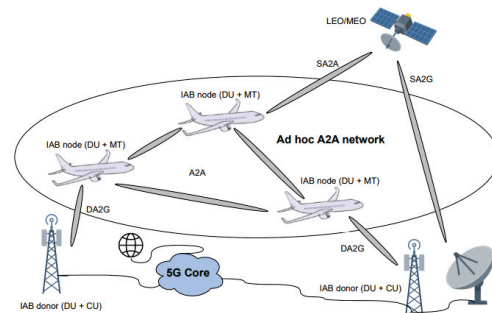 LEO/MEO
SA2A
SA2G
IAB node (DU + MT)
Ad hoc A2A network
IAB node (DU + MT)
A2A
IAB node (DU + MT)
DA2G
DA2G
5G Core
IAB donor (DU + CU)
IAB donor (DU + CU)